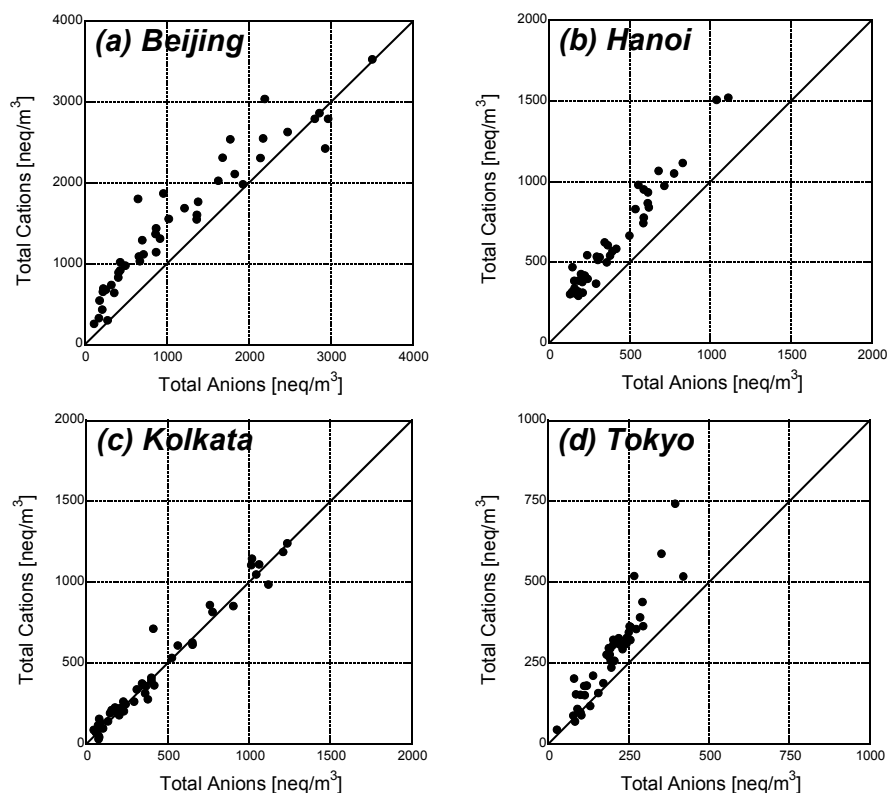 (a) Beijing
4000
3000
2000
1000
0
0 1000 2000 3000 4000
Total Cations [neq/m³]
Total Anions [neq/m³]
(b) Hanoi
2000
1500
1000
500
0
0 500 1000 1500 2000
Total Cations [neq/m³]
Total Anions [neq/m³]
(c) Kolkata
2000
1500
1000
500
0
0 500 1000 1500 2000
Total Cations [neq/m³]
Total Anions [neq/m³]
(d) Tokyo
1000
750
500
250
0
0 250 500 750 1000
Total Cations [neq/m³]
Total Anions [neq/m³]